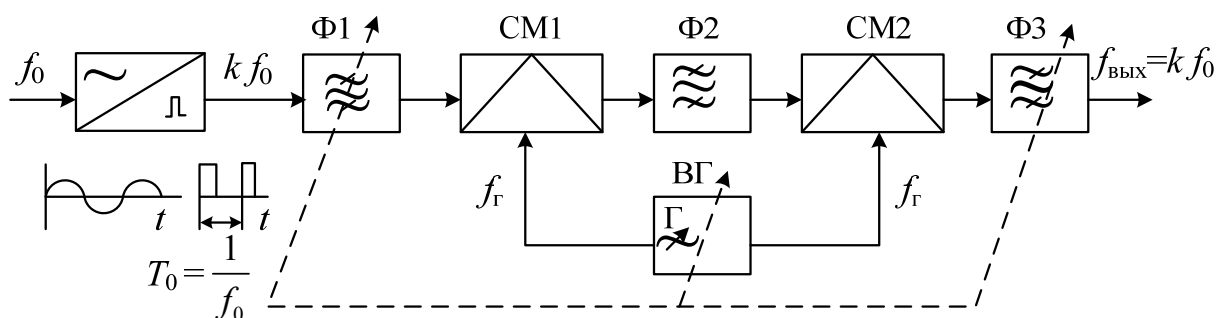 Ф1 СМ1 Ф2 СМ2 Ф3
f₀ k f₀ fвых=k f₀
ВГ
fг Г fг
t t
T₀ = 1/f₀